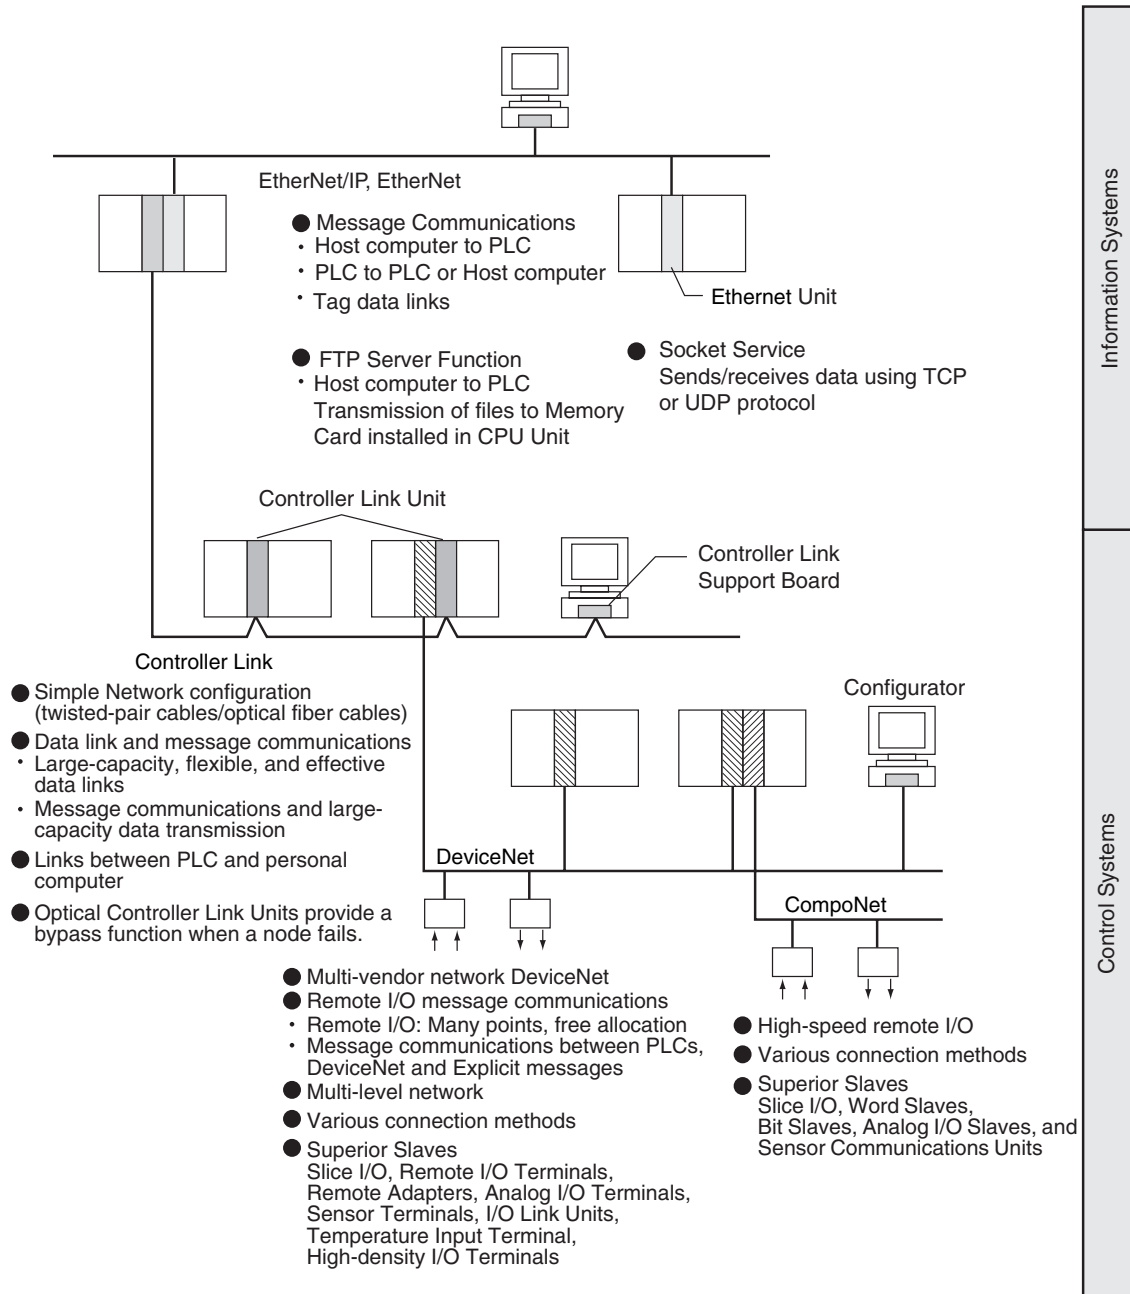 EtherNet/IP, EtherNet
● Message Communications
・ Host computer to PLC
・ PLC to PLC or Host computer
・ Tag data links
Ethernet Unit
● FTP Server Function
・ Host computer to PLC
Transmission of files to Memory
Card installed in CPU Unit
● Socket Service
Sends/receives data using TCP
or UDP protocol
Information Systems
Controller Link Unit
Controller Link
Support Board
Controller Link
● Simple Network configuration
(twisted-pair cables/optical fiber cables)
● Data link and message communications
・ Large-capacity, flexible, and effective
data links
・ Message communications and large-
capacity data transmission
● Links between PLC and personal
computer
● Optical Controller Link Units provide a
bypass function when a node fails.
Configurator
DeviceNet
CompoNet
Control Systems
● Multi-vendor network DeviceNet
● Remote I/O message communications
・ Remote I/O: Many points, free allocation
・ Message communications between PLCs,
DeviceNet and Explicit messages
● Multi-level network
● Various connection methods
● Superior Slaves
Slice I/O, Remote I/O Terminals,
Remote Adapters, Analog I/O Terminals,
Sensor Terminals, I/O Link Units,
Temperature Input Terminal,
High-density I/O Terminals
● High-speed remote I/O
● Various connection methods
● Superior Slaves
Slice I/O, Word Slaves,
Bit Slaves, Analog I/O Slaves, and
Sensor Communications Units